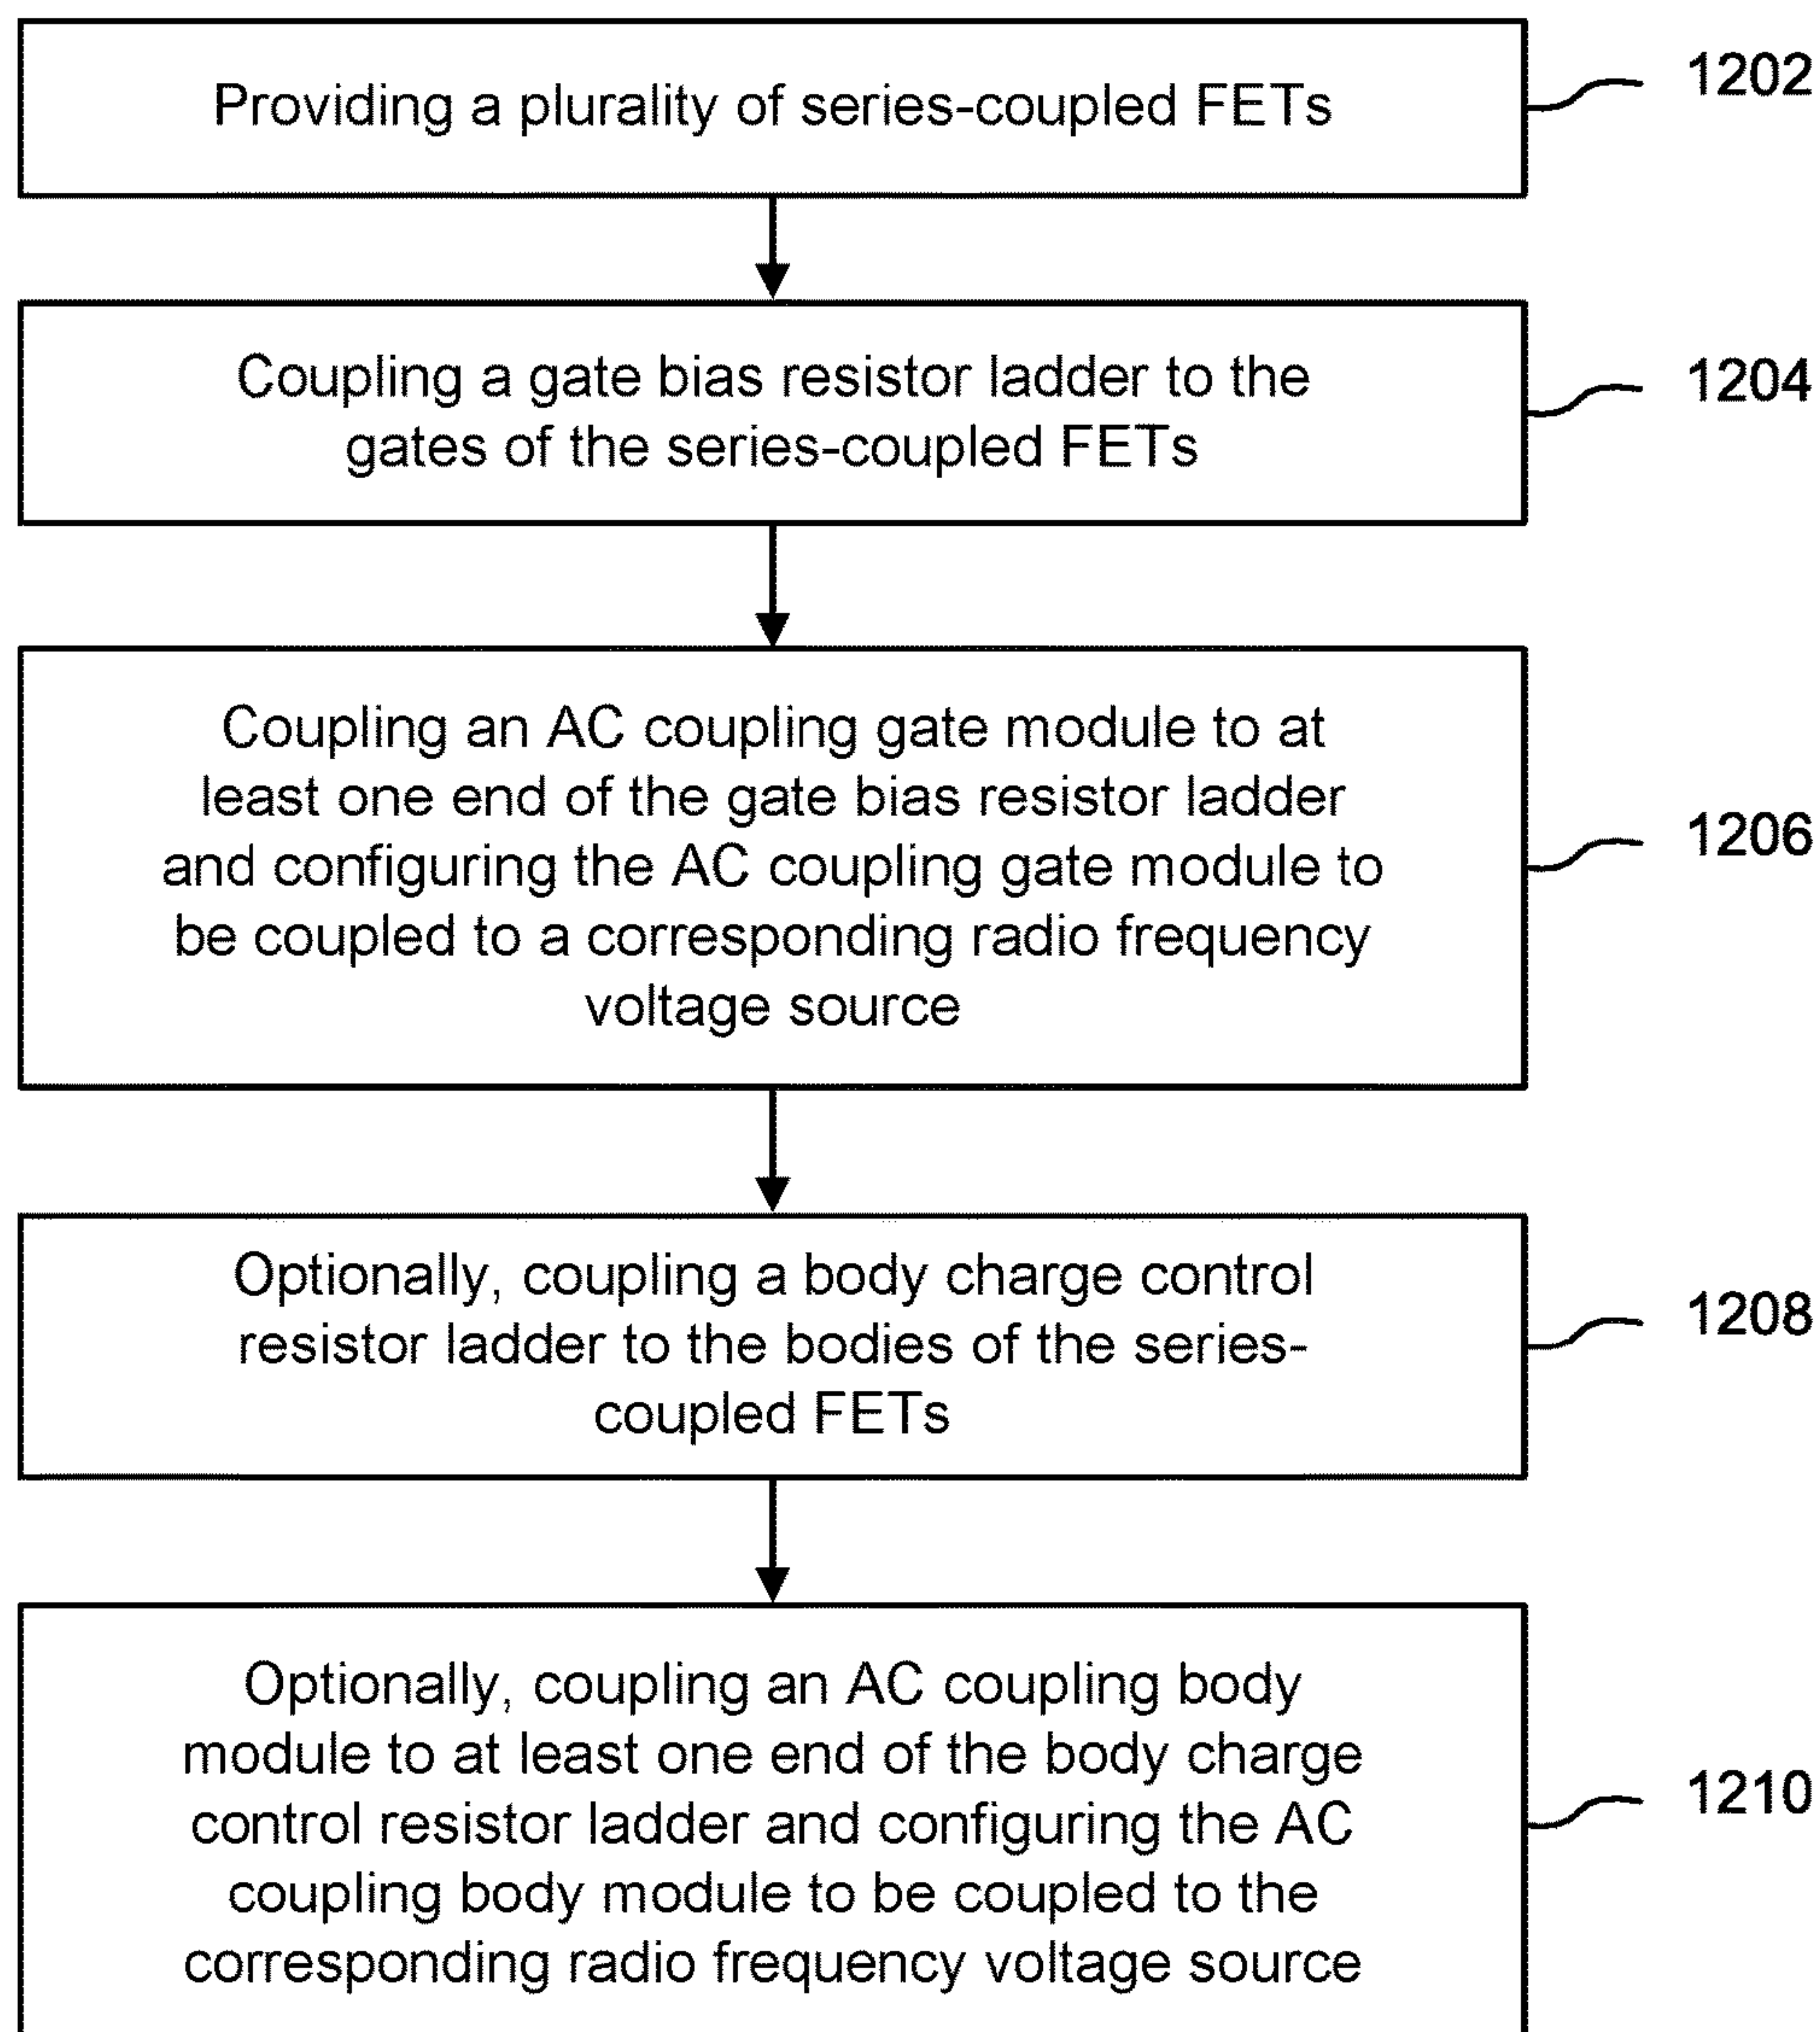 Providing a plurality of series-coupled FETs
1202
Coupling a gate bias resistor ladder to the
gates of the series-coupled FETs
1204
Coupling an AC coupling gate module to at
least one end of the gate bias resistor ladder
and configuring the AC coupling gate module to
be coupled to a corresponding radio frequency
voltage source
1206
Optionally, coupling a body charge control
resistor ladder to the bodies of the series-
coupled FETs
1208
Optionally, coupling an AC coupling body
module to at least one end of the body charge
control resistor ladder and configuring the AC
coupling body module to be coupled to the
corresponding radio frequency voltage source
1210